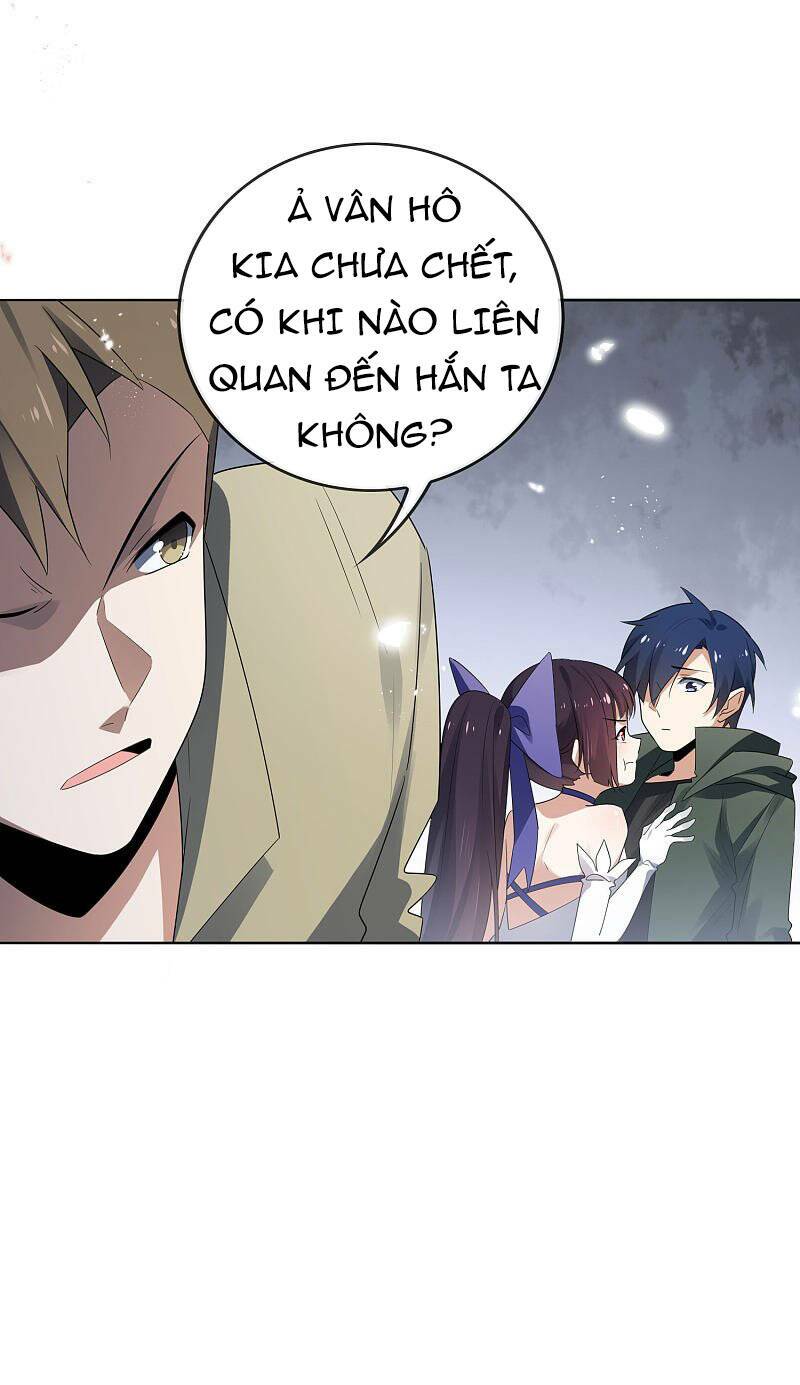 Ả VÂN HÔ
KIA CHƯA CHẾT,
CÓ KHI NÀO LIÊN
QUAN ĐẾN HẮN TA
KHÔNG?